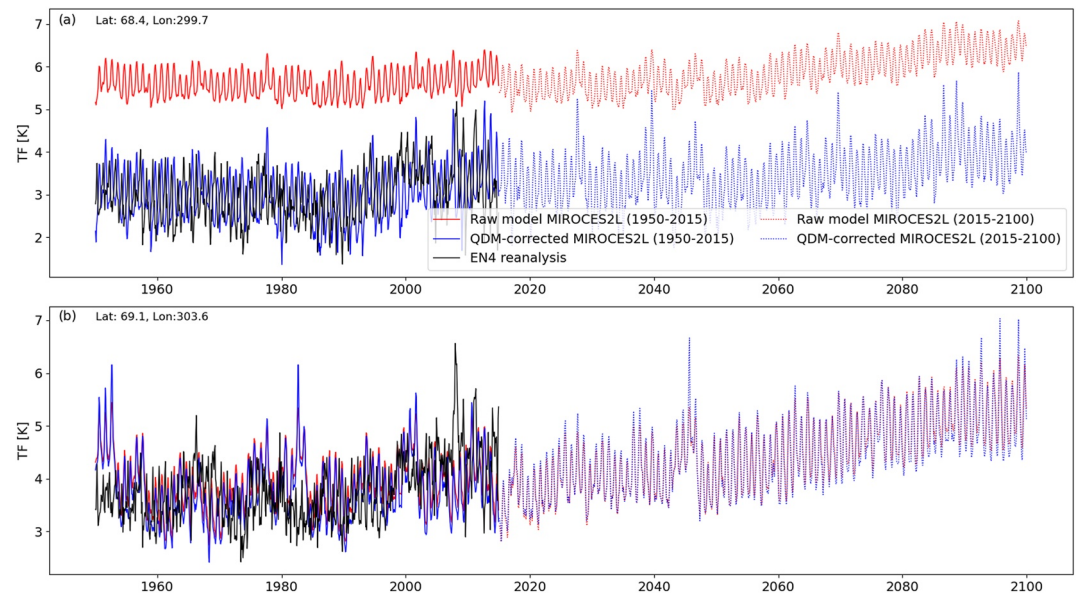 (a) Lat: 68.4, Lon:299.7
7
6
5
4
3
2
TF [K]
Raw model MIROCES2L (1950-2015) Raw model MIROCES2L (2015-2100)
QDM-corrected MIROCES2L (1950-2015) QDM-corrected MIROCES2L (2015-2100)
EN4 reanalysis
1960 1980 2000 2020 2040 2060 2080 2100
(b) Lat: 69.1, Lon:303.6
7
6
5
4
3
TF [K]
1960 1980 2000 2020 2040 2060 2080 2100